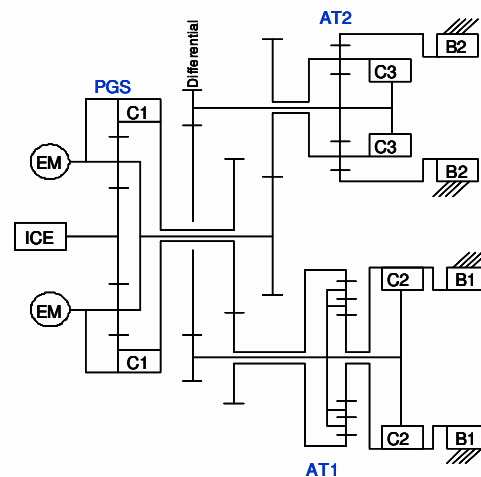 AT2
Differential
B2
PGS
C3
C1
C3
EM
B2
ICE
C2
B1
EM
C1
C2
B1
AT1